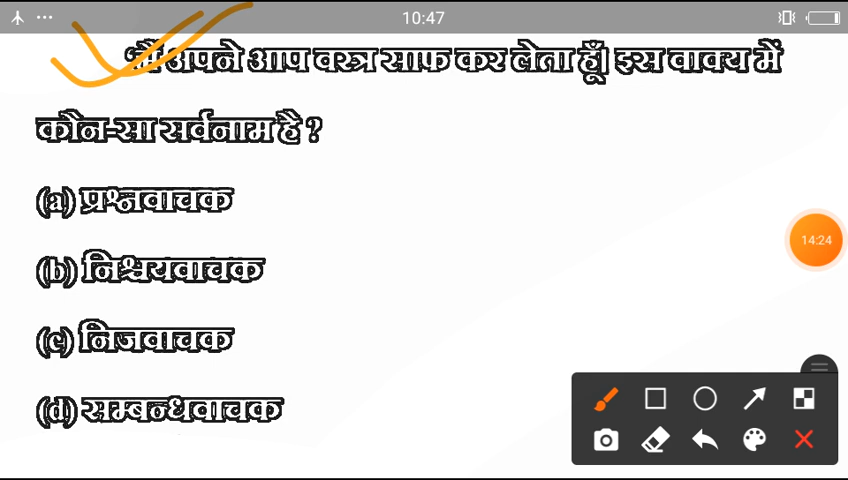 10:47
'मैं अपने आप वस्त्र साफ कर लेता हूँ। इस वाक्य में
कौन-सा सर्वनाम है ?
(a) प्रश्नवाचक
(b) निश्चयवाचक
14:24
(c) निजवाचक
(d) सम्बन्धवाचक